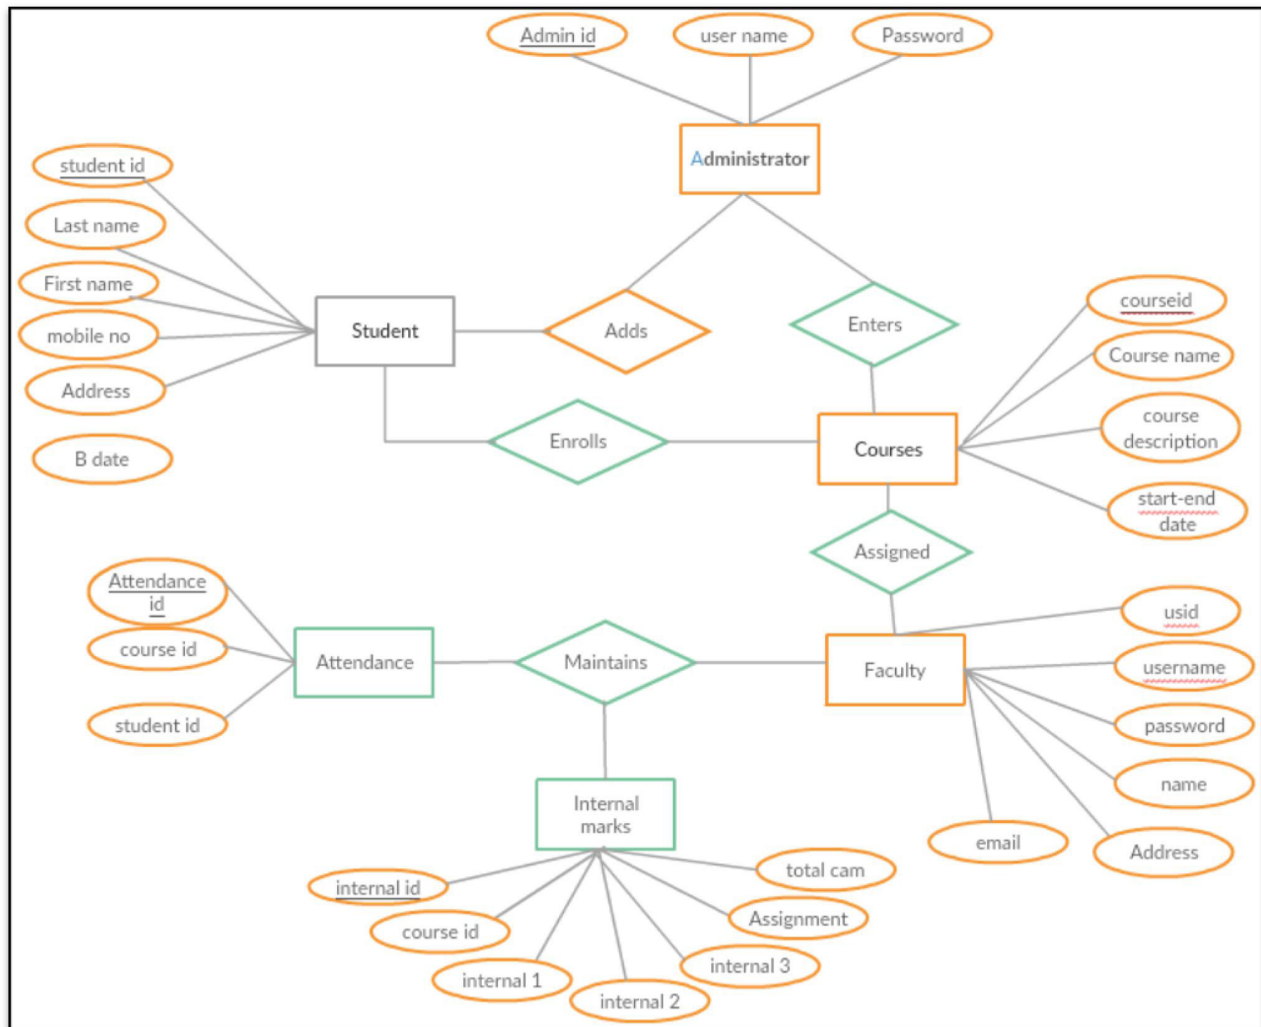 Admin id
user name
Password
Administrator
student id
Last name
First name
mobile no
Address
B date
Student
Adds
Enters
courseid
Course name
course
description
start-end
date
Enrolls
Courses
Assigned
Attendance
id
course id
student id
Attendance
Maintains
Faculty
usid
username
password
name
Address
email
Internal
marks
internal id
course id
internal 1
internal 2
internal 3
Assignment
total cam